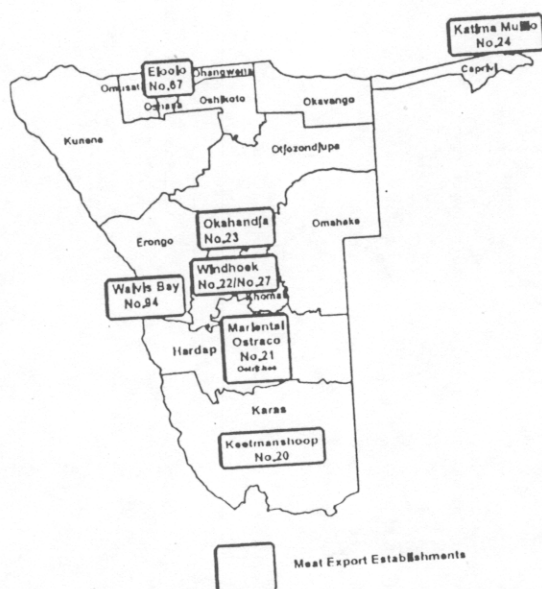 Katima Mulilo
No.24
Caprivi
Eloolo
No.67
Ohangwena
Omusati
Oshana
Oshikoto
Okavango
Kunene
Otjozondjupa
Omaheke
Erongo
Okahandja
No.23
Windhoek
No.22/No.27
Khomas
Walvis Bay
No.94
Mariental
Ostraco
No.21
Ostriches
Hardap
Karas
Keetmanshoop
No.20
Meat Export Establishments